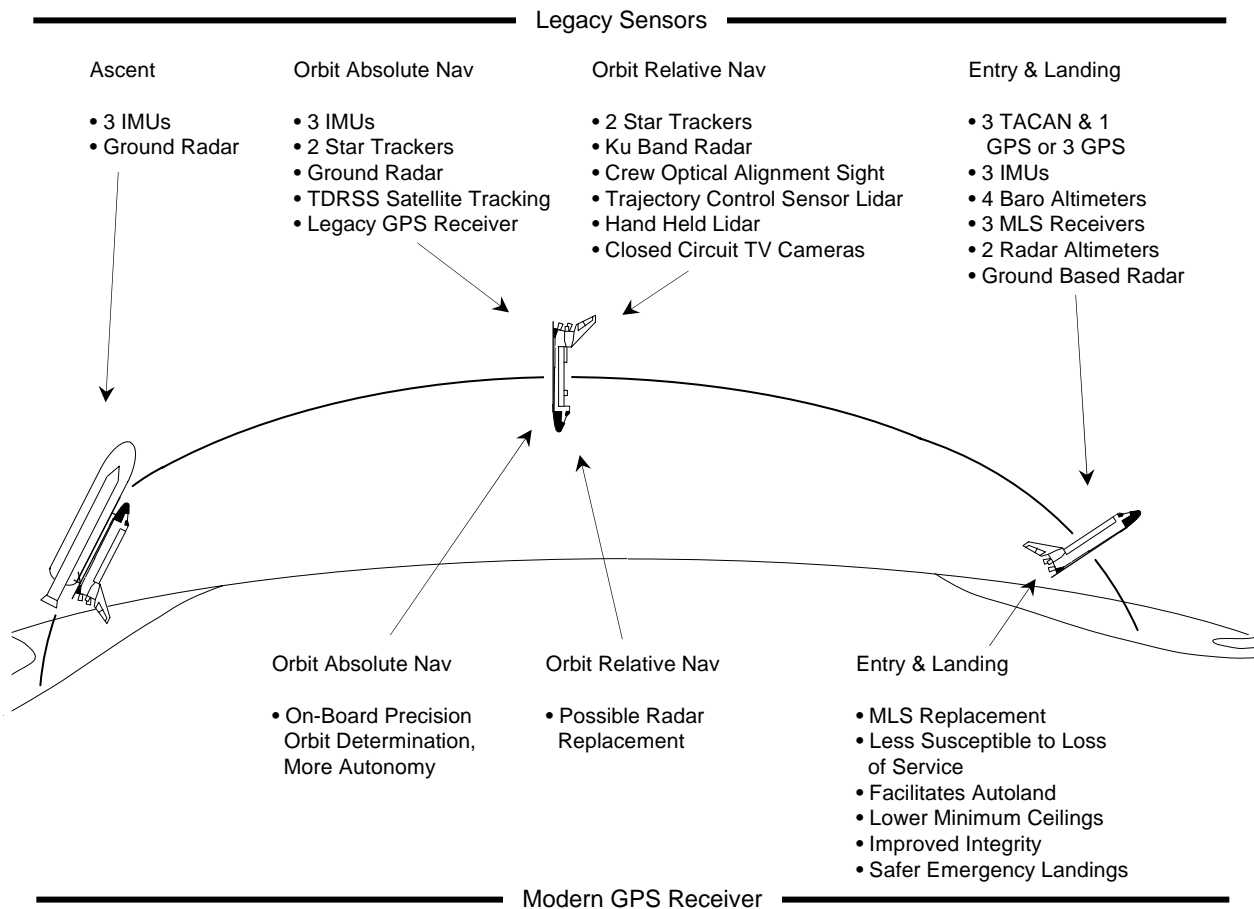 Legacy Sensors
Ascent
• 3 IMUs
• Ground Radar
Orbit Absolute Nav
• 3 IMUs
• 2 Star Trackers
• Ground Radar
• TDRSS Satellite Tracking
• Legacy GPS Receiver
Orbit Relative Nav
• 2 Star Trackers
• Ku Band Radar
• Crew Optical Alignment Sight
• Trajectory Control Sensor Lidar
• Hand Held Lidar
• Closed Circuit TV Cameras
Entry & Landing
• 3 TACAN & 1
GPS or 3 GPS
• 3 IMUs
• 4 Baro Altimeters
• 3 MLS Receivers
• 2 Radar Altimeters
• Ground Based Radar
Orbit Absolute Nav
• On-Board Precision
Orbit Determination,
More Autonomy
Orbit Relative Nav
• Possible Radar
Replacement
Entry & Landing
• MLS Replacement
• Less Susceptible to Loss
of Service
• Facilitates Autoland
• Lower Minimum Ceilings
• Improved Integrity
• Safer Emergency Landings
Modern GPS Receiver